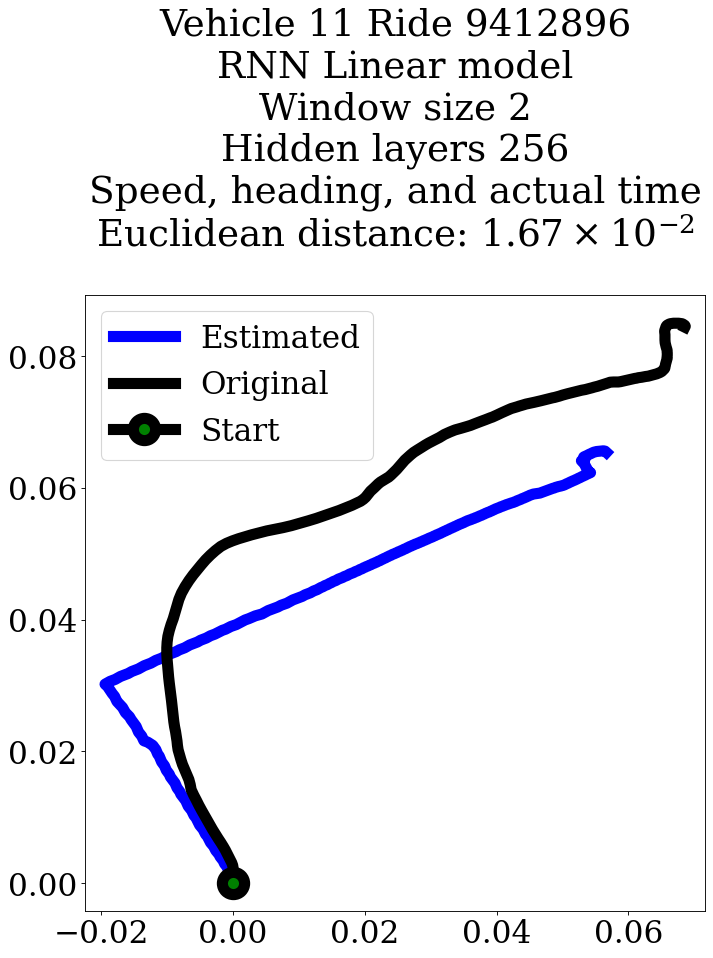 Vehicle 11 Ride 9412896
RNN Linear model
Window size 2
Hidden layers 256
Speed, heading, and actual time
Euclidean distance: 1.67 × 10⁻²
Estimated
Original
Start
0.08
0.06
0.04
0.02
0.00
−0.02 0.00 0.02 0.04 0.06